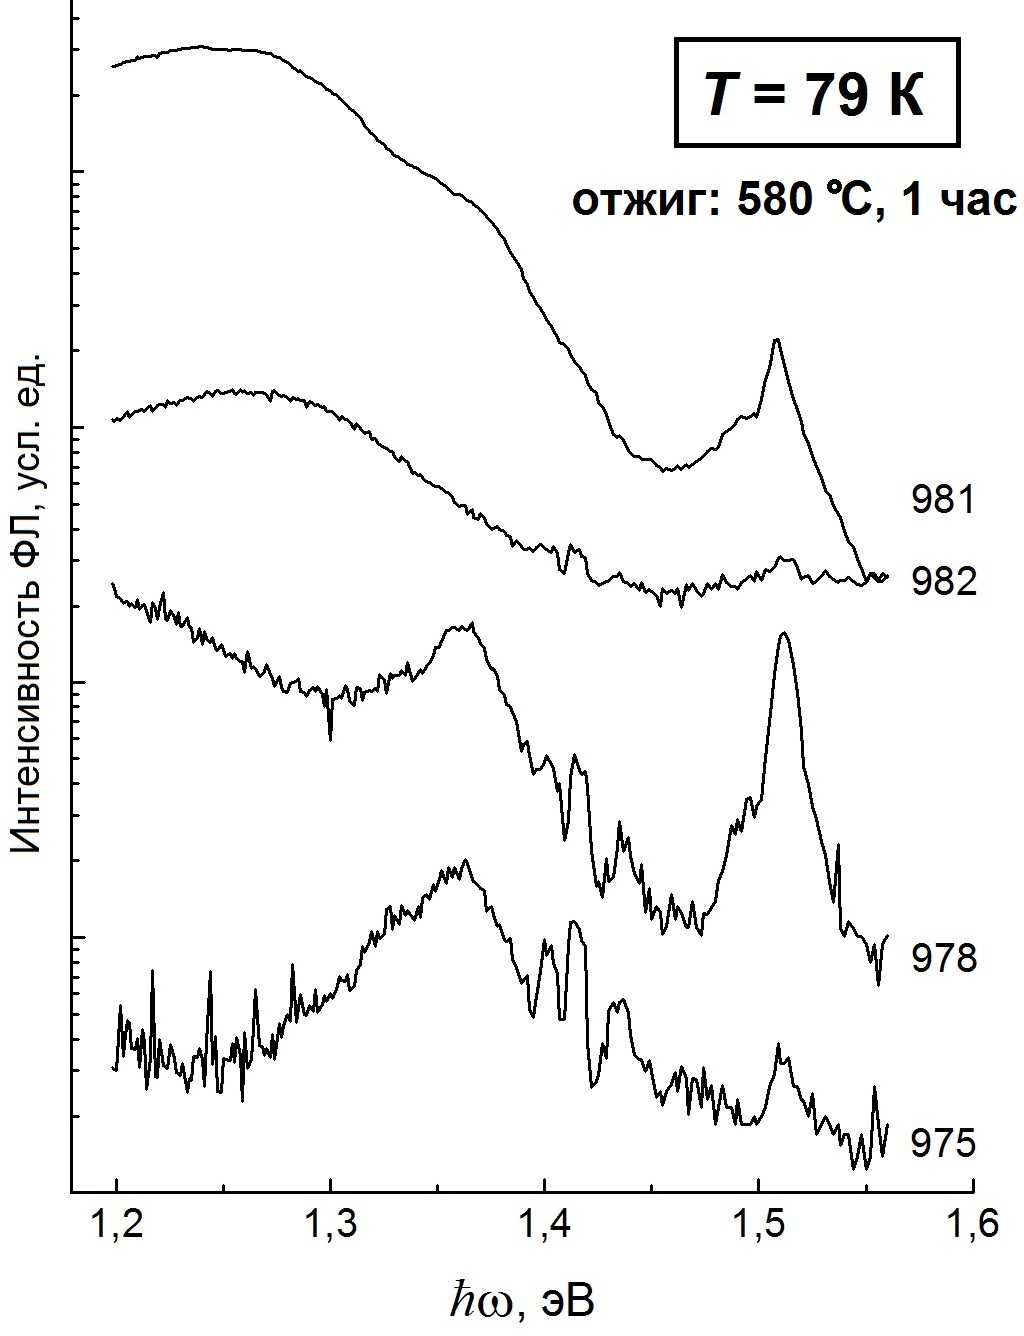 T = 79 К
отжиг: 580 °С, 1 час
Интенсивность ФЛ, усл. ед.
981
982
978
975
1,2 1,3 1,4 1,5 1,6
ħω, эВ